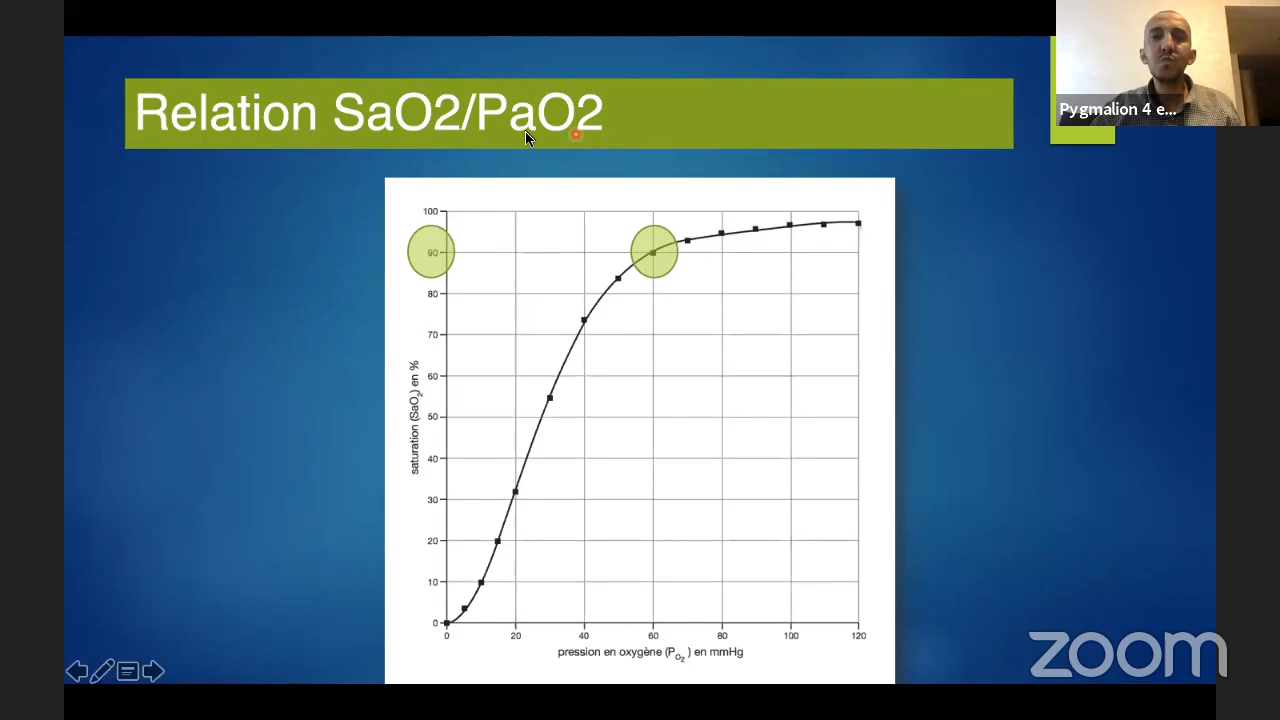 Relation SaO2/PaO2
Pygmalion 4 e...
100
90
80
70
60
50
40
30
20
10
0
saturation (SaO2) en %
0 20 40 60 80 100 120
pression en oxygène (PO2) en mmHg
zoom